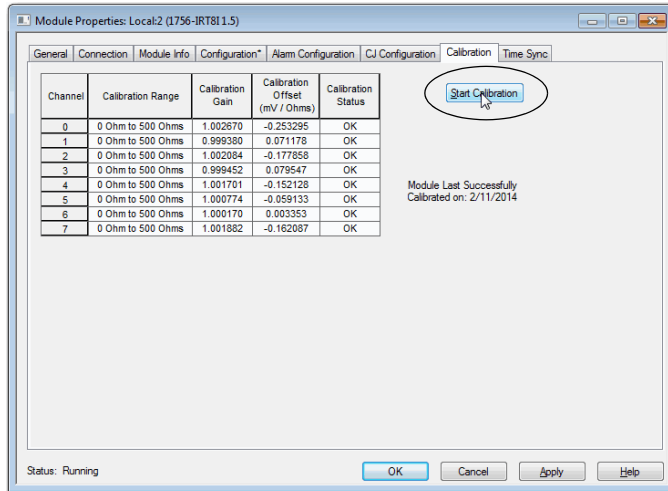 Module Properties: Local:2 (1756-IRT8I 1.5)
General Connection Module Info Configuration* Alarm Configuration CJ Configuration Calibration Time Sync
Channel Calibration Range Calibration Gain Calibration Offset (mV / Ohms) Calibration Status
0 0 Ohm to 500 Ohms 1.002670 -0.253295 OK
1 0 Ohm to 500 Ohms 0.999380 0.071178 OK
2 0 Ohm to 500 Ohms 1.002084 -0.177858 OK
3 0 Ohm to 500 Ohms 0.999452 0.079547 OK
4 0 Ohm to 500 Ohms 1.001701 -0.152128 OK
5 0 Ohm to 500 Ohms 1.000774 -0.059133 OK
6 0 Ohm to 500 Ohms 1.000170 0.003353 OK
7 0 Ohm to 500 Ohms 1.001882 -0.162087 OK
Start Calibration
Module Last Successfully
Calibrated on: 2/11/2014
Status: Running
OK Cancel Apply Help